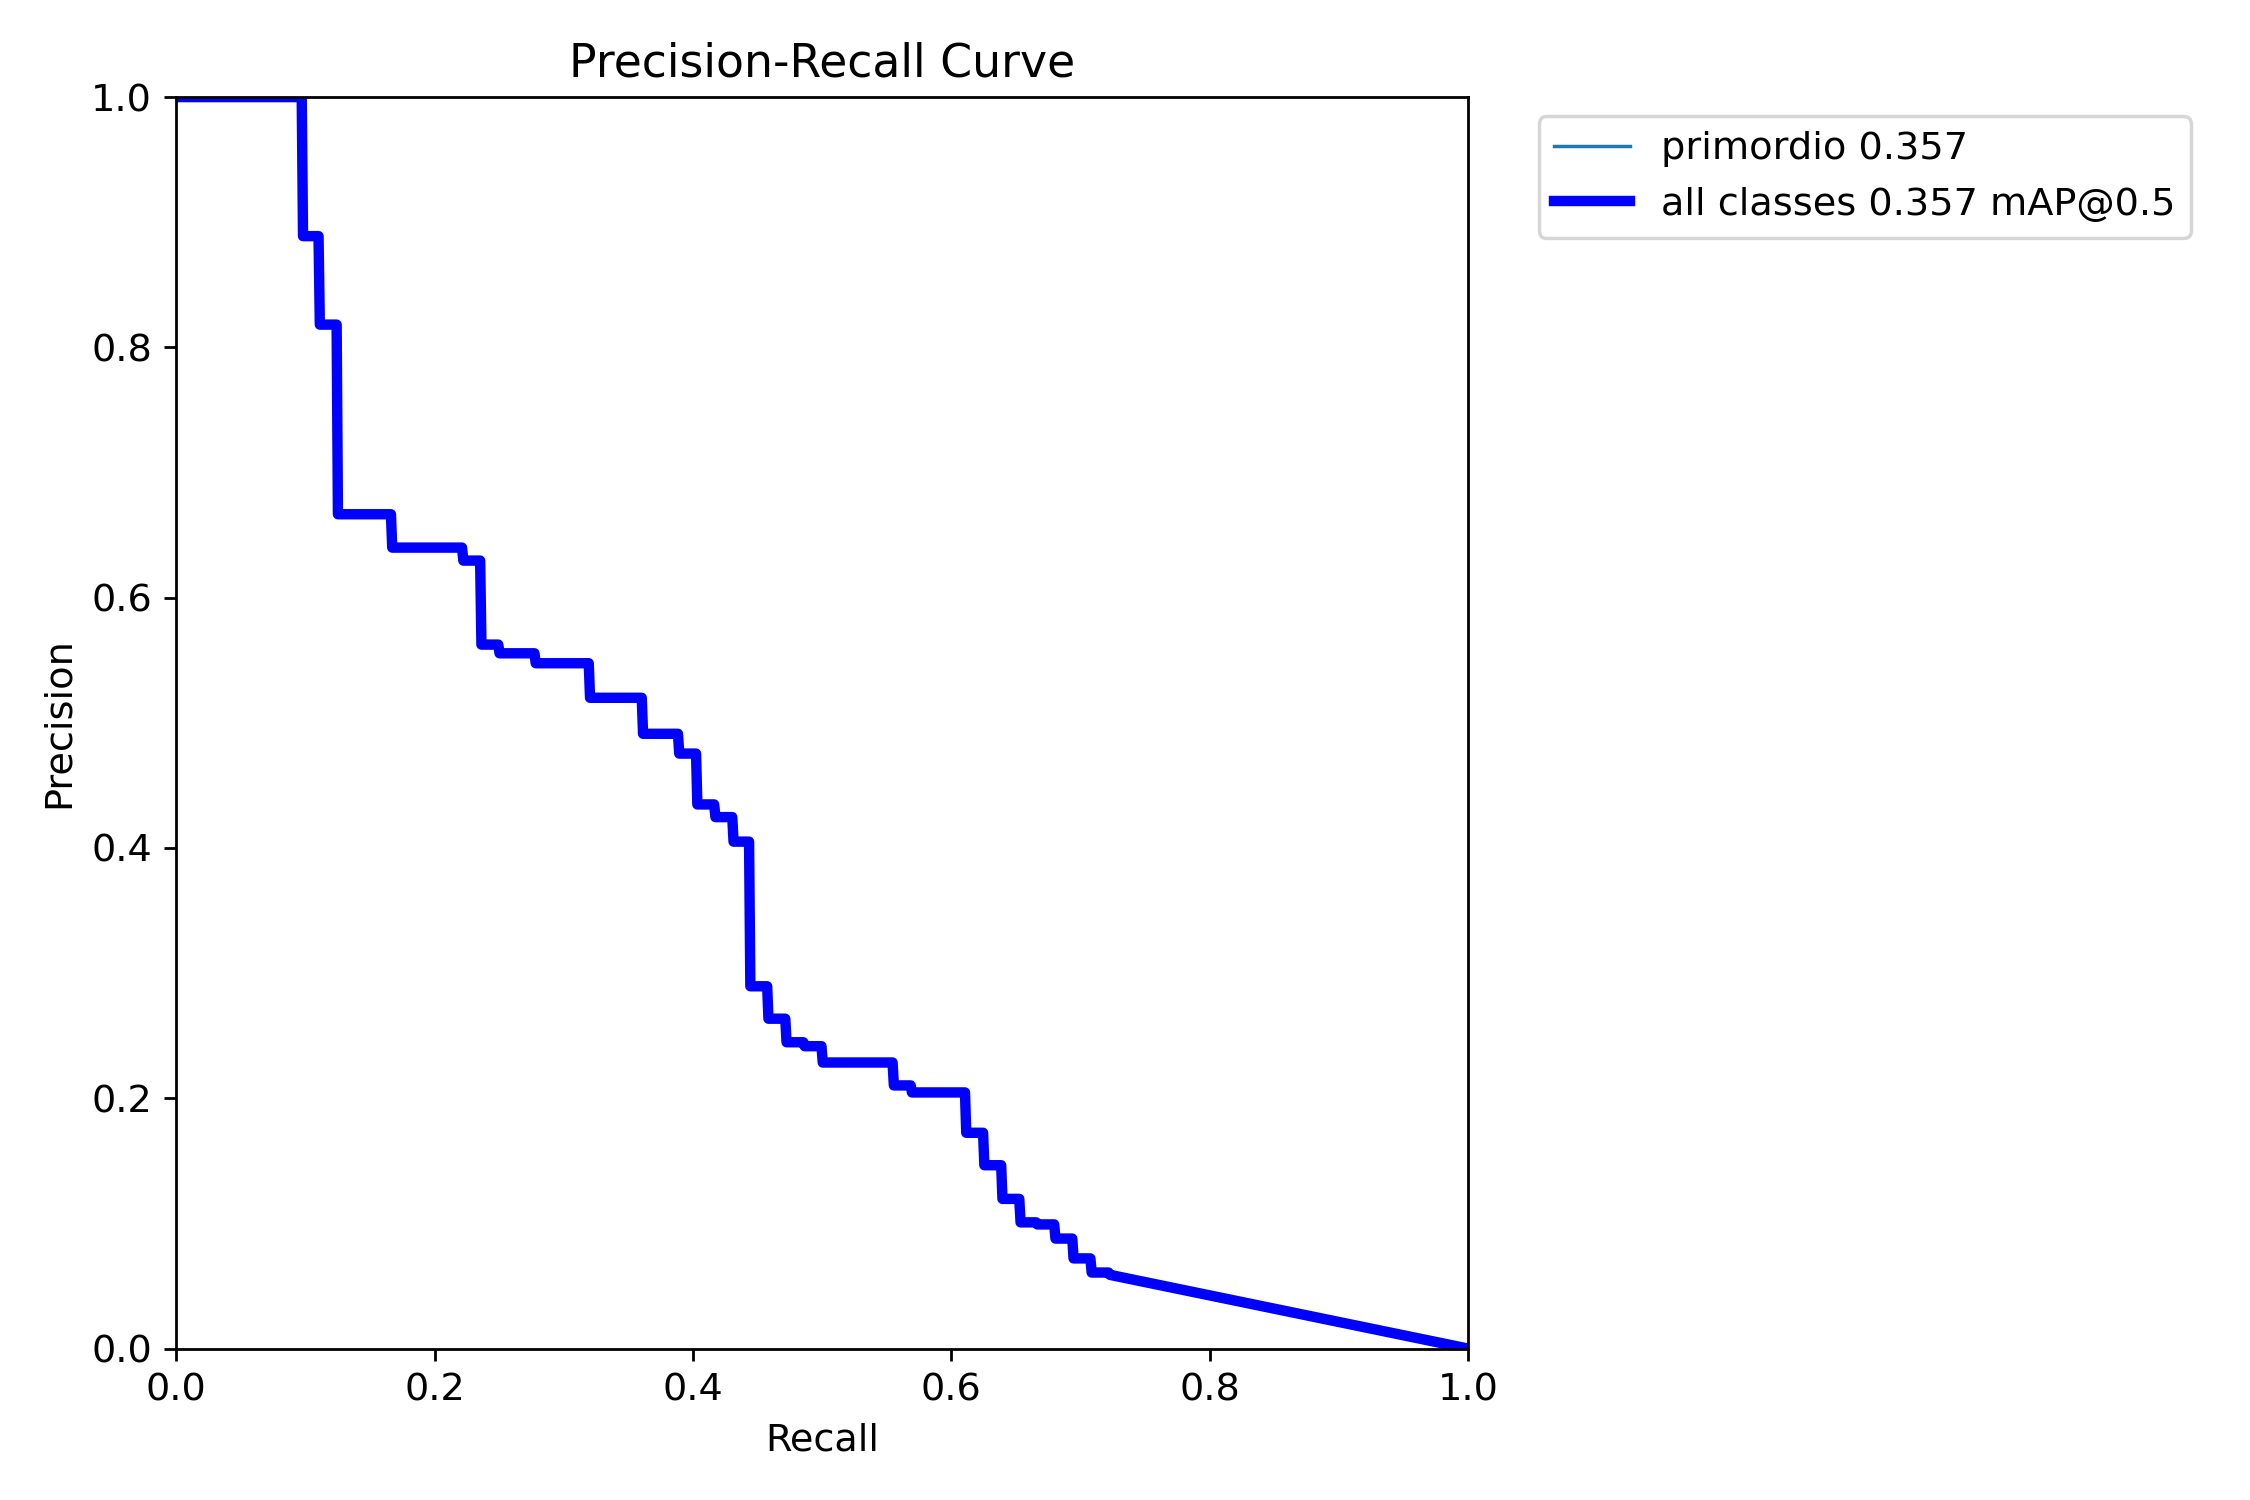 Precision-Recall Curve
1.0
0.8
0.6
0.4
0.2
0.0
Precision
0.0 0.2 0.4 0.6 0.8 1.0
Recall
primordio 0.357
all classes 0.357 mAP@0.5